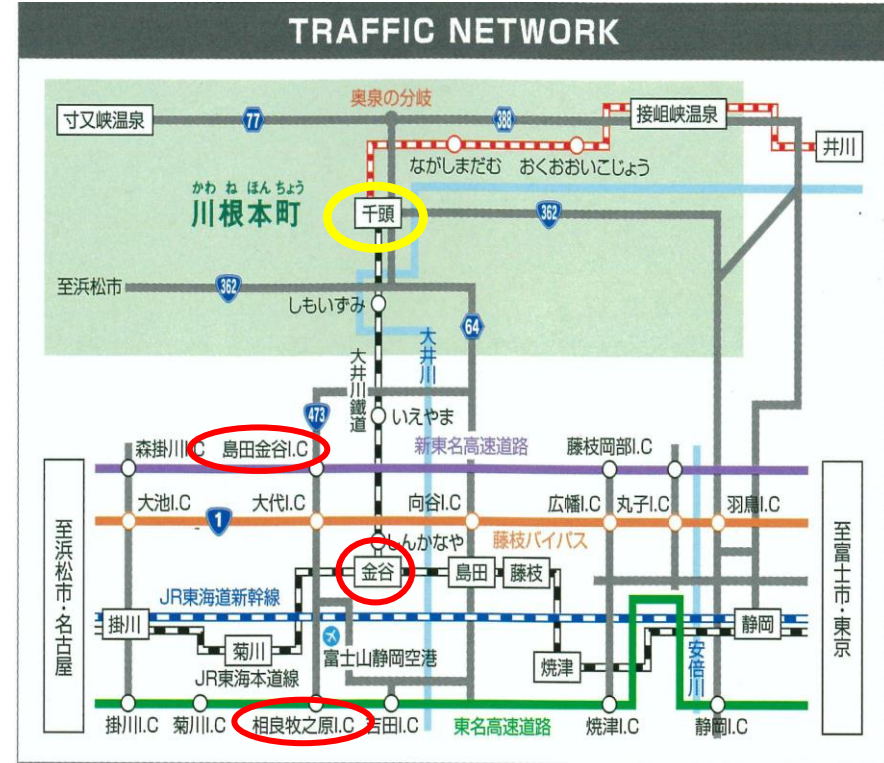 TRAFFIC NETWORK
奥泉の分岐
寸又峡温泉
77
388
接岨峡温泉
井川
ながしまだむ
おくおおいこじょう
かわ ね ほんちょう
川根本町
千頭
362
至浜松市
362
しもいずみ
64
大井川
大井川鐵道
473
いえやま
森掛川I.C
島田金谷I.C
新東名高速道路
藤枝岡部I.C
大池I.C
大代I.C
向谷I.C
広幡I.C
丸子I.C
羽鳥I.C
1
しんかなや
藤枝バイパス
至浜松市・名古屋
至富士市・東京
金谷
島田
藤枝
JR東海道新幹線
掛川
静岡
菊川
富士山静岡空港
焼津
安倍川
JR東海本道線
掛川I.C
菊川I.C
相良牧之原I.C
吉田I.C
東名高速道路
焼津I.C
静岡I.C